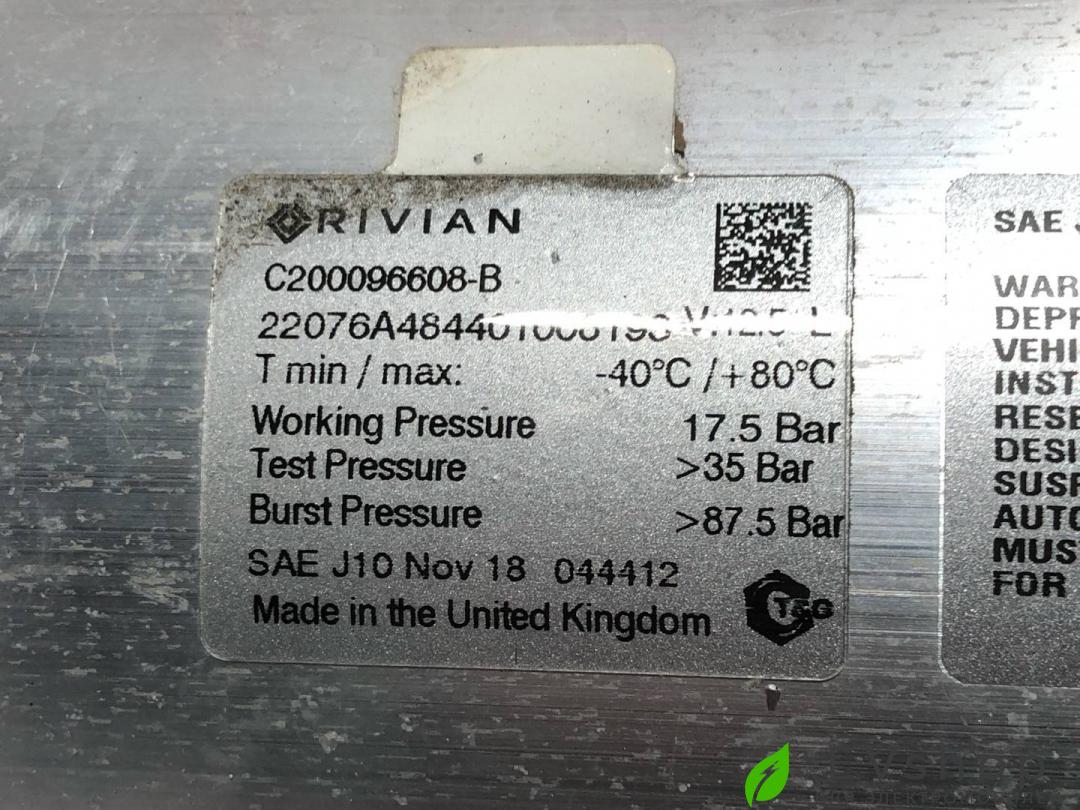 RIVIAN
C200096608-B
T min / max: -40°C /+80°C
Working Pressure 17.5 Bar
Test Pressure >35 Bar
Burst Pressure >87.5 Bar
SAE J10 Nov 18 044412
Made in the United Kingdom
TSG
SAE
WAR
DEPR
VEHI
INST
RESE
DESI
SUSP
AUTO
MUS
FOR